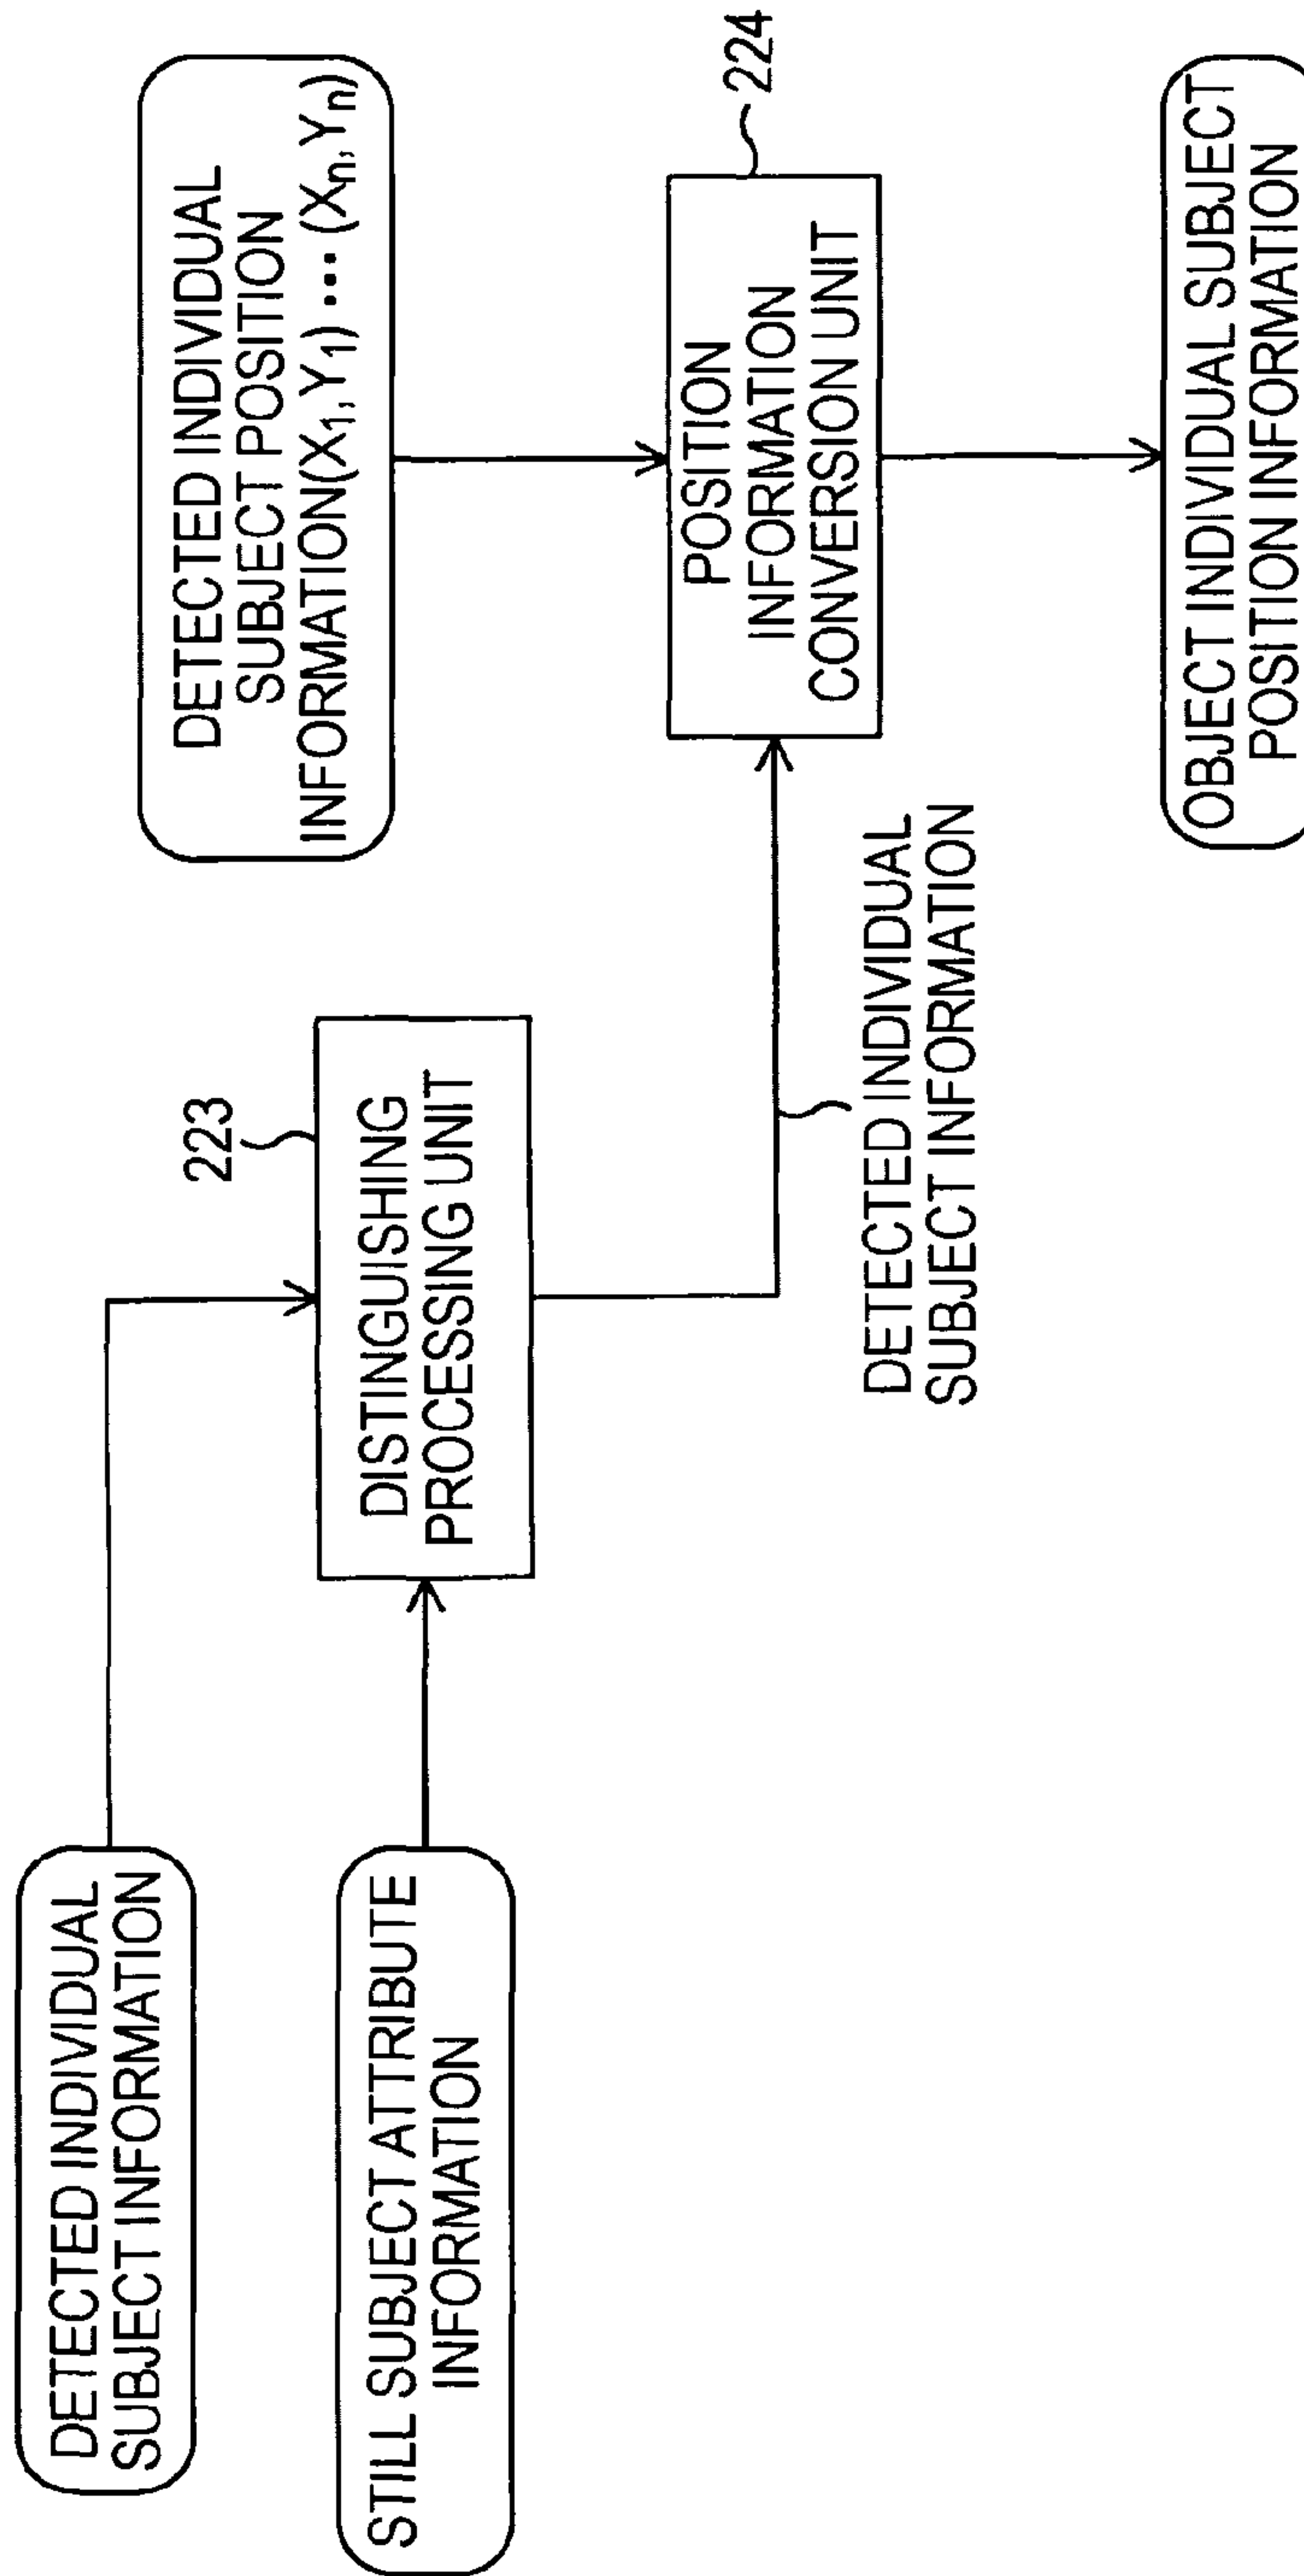 DETECTED INDIVIDUAL
SUBJECT INFORMATION
STILL SUBJECT ATTRIBUTE
INFORMATION
223
DISTINGUISHING
PROCESSING UNIT
DETECTED INDIVIDUAL
SUBJECT INFORMATION
DETECTED INDIVIDUAL
SUBJECT POSITION
INFORMATION(X₁,Y₁) ··· (Xₙ,Yₙ)
224
POSITION
INFORMATION
CONVERSION UNIT
OBJECT INDIVIDUAL SUBJECT
POSITION INFORMATION